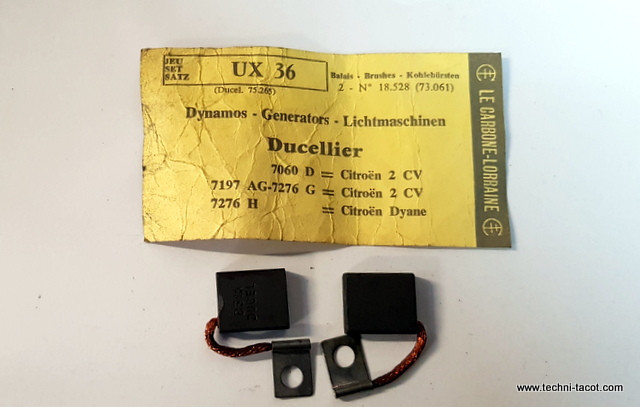 JEU
SET
SATZ
UX 36
(Ducel. 75.265)
Balais - Brushes - Kohlebürsten
2 - N° 18.528 (73.061)
Dynamos - Generators - Lichtmaschinen
Ducellier
7060 D = Citroën 2 CV
7197 AG-7276 G = Citroën 2 CV
7276 H = Citroën Dyane
LE CARBONE-LORRAINE
www.techni-tacot.com